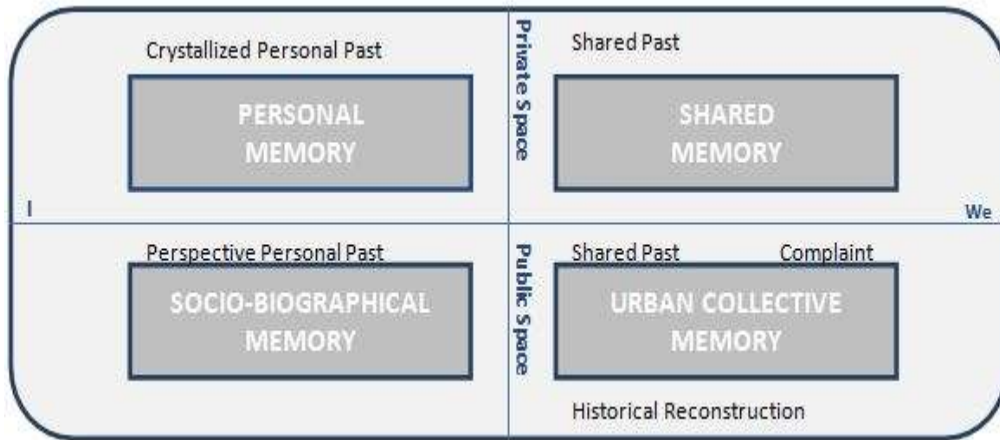 Crystallized Personal Past
PERSONAL
MEMORY
Private Space
Shared Past
SHARED
MEMORY
I
We
Perspective Personal Past
SOCIO-BIOGRAPHICAL
MEMORY
Public Space
Shared Past Complaint
URBAN COLLECTIVE
MEMORY
Historical Reconstruction